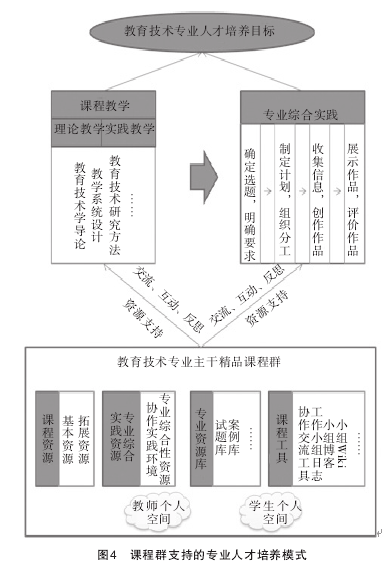 教育技术专业人才培养目标
课程教学
理论教学实践教学
教育技术学导论
教学系统设计
教育技术研究方法
……
专业综合实践
确定选题，明确要求
制定计划，组织分工
收集信息，创作作品
展示作品，评价作品
交流、互动、反思
资源支持
交流、互动、反思
资源支持
教育技术专业主干精品课程群
课程资源
基本资源
拓展资源
专业综合
实践资源
协作实践环境
专业综合性资源
专业资源库
试题库
案例库
……
课程工具
协作交流工具
工作小组日志
小组博客
小组Wiki
……
教师个人
空间
学生个人
空间
图4 课程群支持的专业人才培养模式